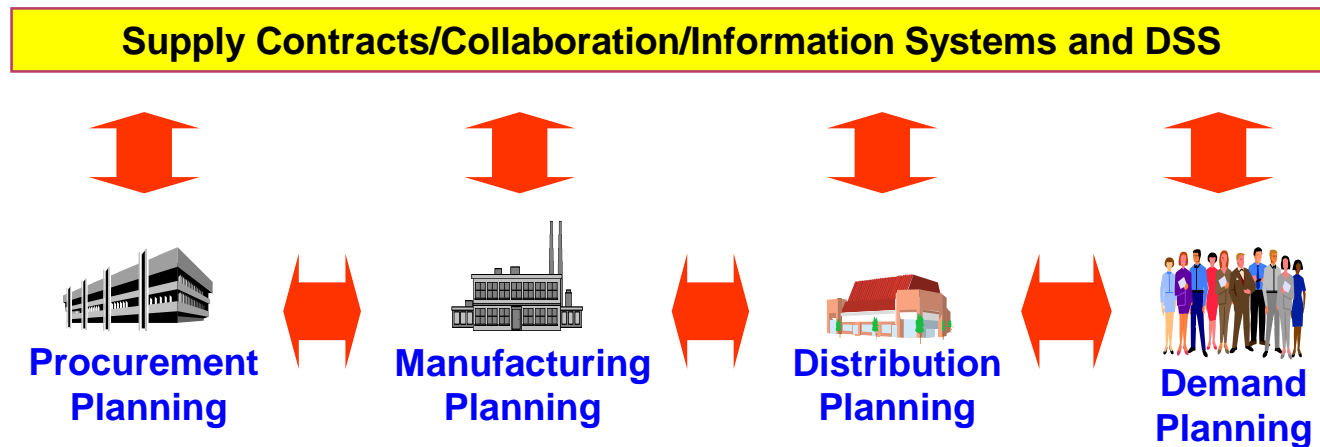 Supply Contracts/Collaboration/Information Systems and DSS
Procurement
Planning
Manufacturing
Planning
Distribution
Planning
Demand
Planning